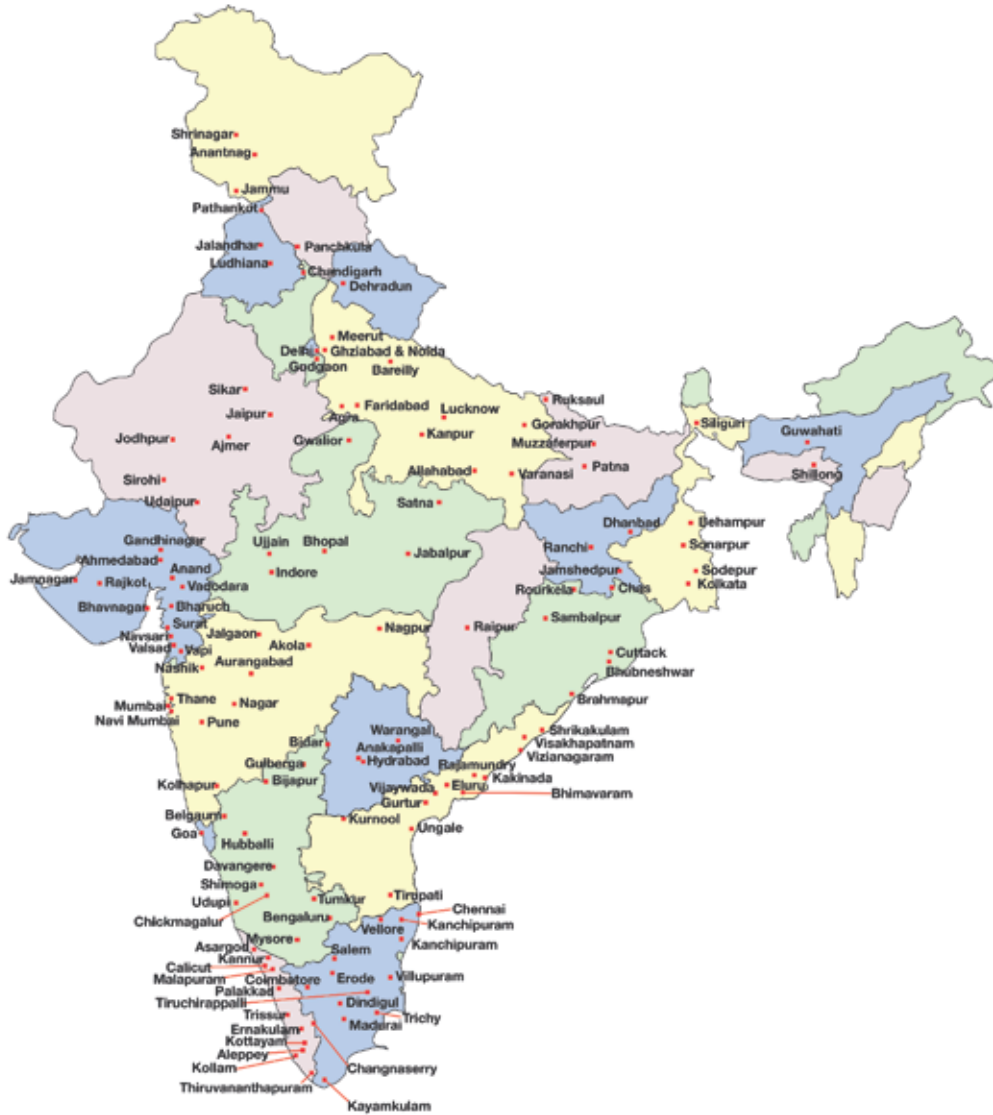 Shrinagar
Anantnag
Jammu
Pathankot
Jalandhar
Panchkula
Ludhiana
Chandigarh
Dehradun
Meerut
Delhi
Ghziabad & Noida
Godgaon
Bareilly
Sikar
Ruksaul
Faridabad
Jaipur
Agra
Lucknow
Gorakhpur
Siliguri
Jodhpur
Ajmer
Gwalior
Kanpur
Muzzaferpur
Guwahati
Allahabad
Varanasi
Patna
Shillong
Sirohi
Udaipur
Satna
Behampur
Dhanbad
Gandhinagar
Ujjain
Bhopal
Jabalpur
Ranchi
Sonarpur
Ahmedabad
Anand
Indore
Jamshedpur
Sodepur
Jamnagar
Rajkot
Vadodara
Rourkela
Chas
Kolkata
Bhavnagar
Bharuch
Sambalpur
Surat
Navsari
Jalgaon
Nagpur
Raipur
Valsad
Vapi
Akola
Cuttack
Nashik
Aurangabad
Bhubneshwar
Thane
Nagar
Brahmapur
Mumbai
Navi Mumbai
Pune
Warangal
Shrikakulam
Bidar
Anakapalli
Visakhapatnam
Gulberga
Hydrabad
Vizianagaram
Rajamundry
Kolhapur
Bijapur
Vijaywada
Eluru
Kakinada
Gurtur
Bhimavaram
Belgaum
Kurnool
Goa
Hubballi
Ungale
Davangere
Shimoga
Udupi
Tumkur
Tirupati
Chickmagalur
Bengaluru
Chennai
Vellore
Kanchipuram
Mysore
Kanchipuram
Asargod
Kannur
Salem
Calicut
Malapuram
Coimbatore
Erode
Villupuram
Palakkad
Tiruchirappalli
Dindigul
Trissur
Trichy
Madurai
Ernakulam
Kottayam
Aleppey
Kollam
Changnaserry
Thiruvananthapuram
Kayamkulam